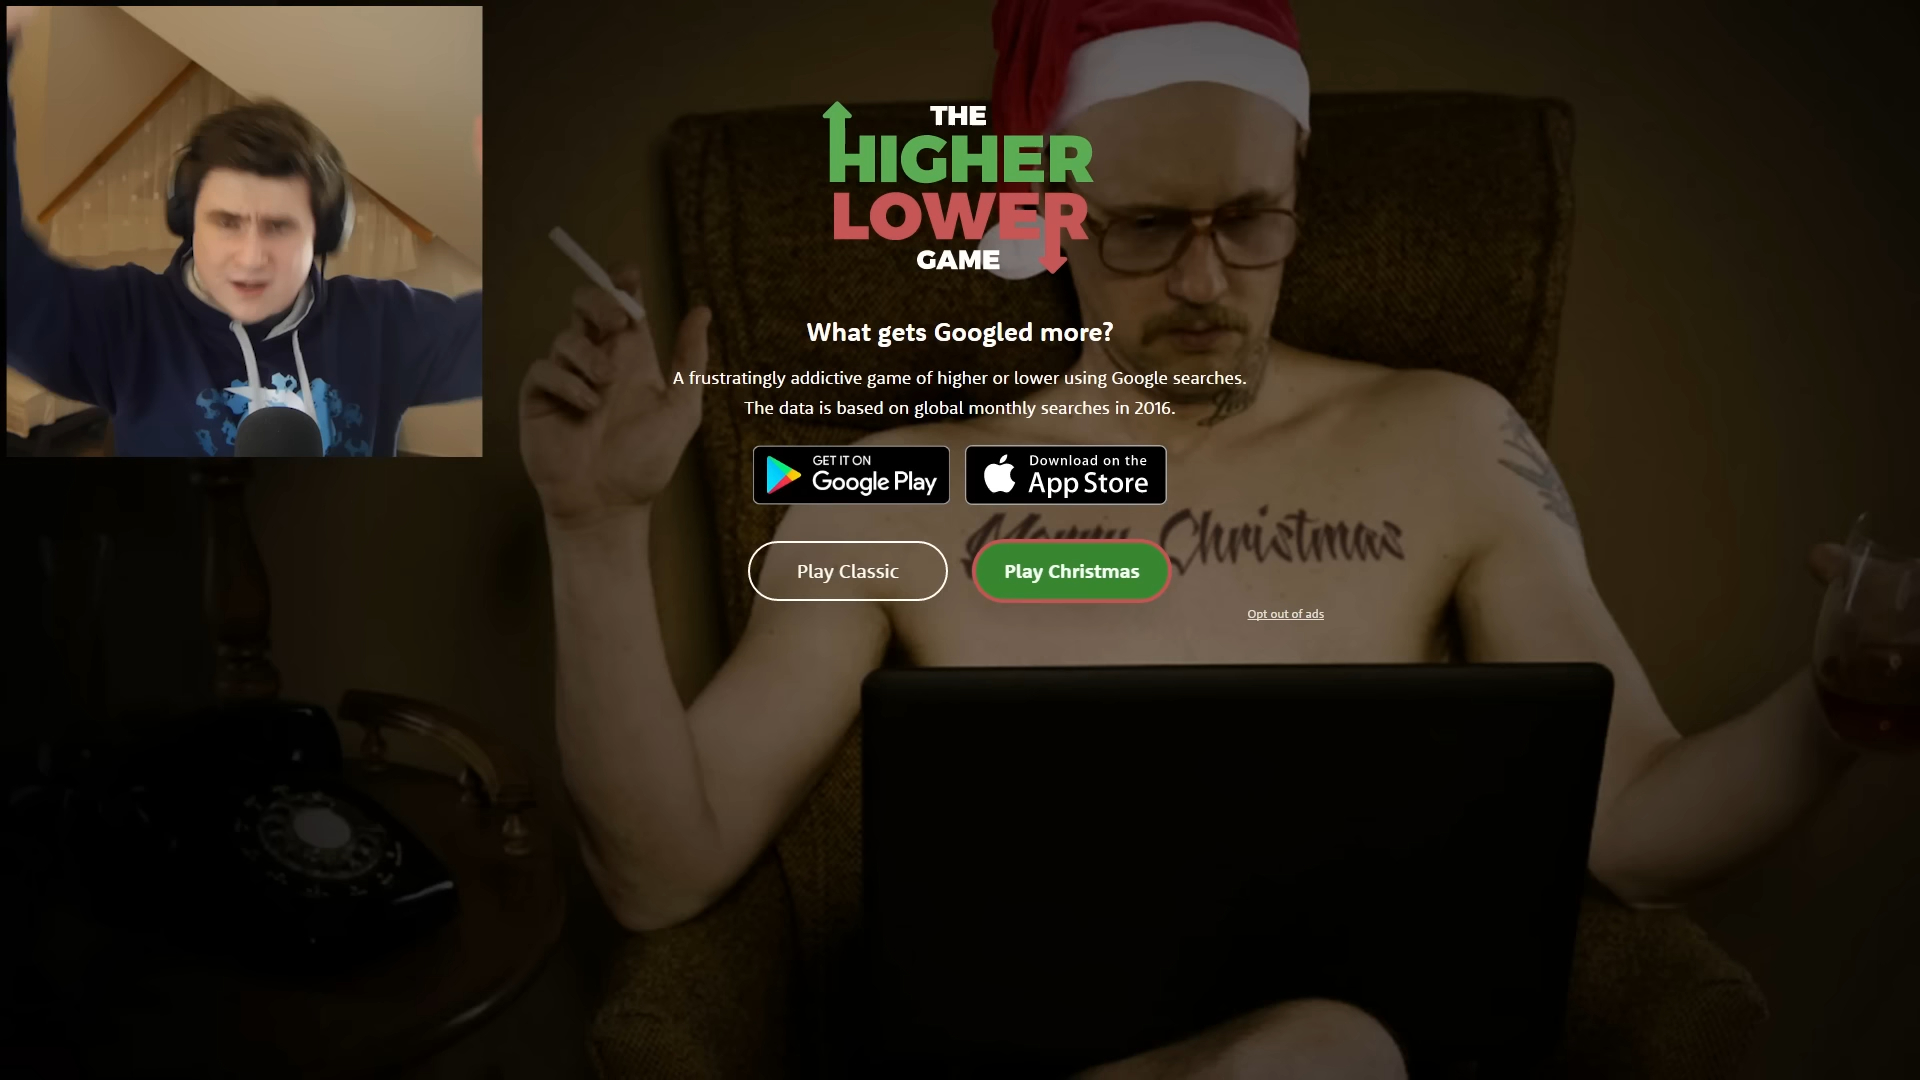 THE
HIGHER
LOWER
GAME
What gets Googled more?
A frustratingly addictive game of higher or lower using Google searches.
The data is based on global monthly searches in 2016.
GET IT ON
Google Play
Download on the
App Store
Merry Christmas
Play Classic
Play Christmas
Opt out of ads